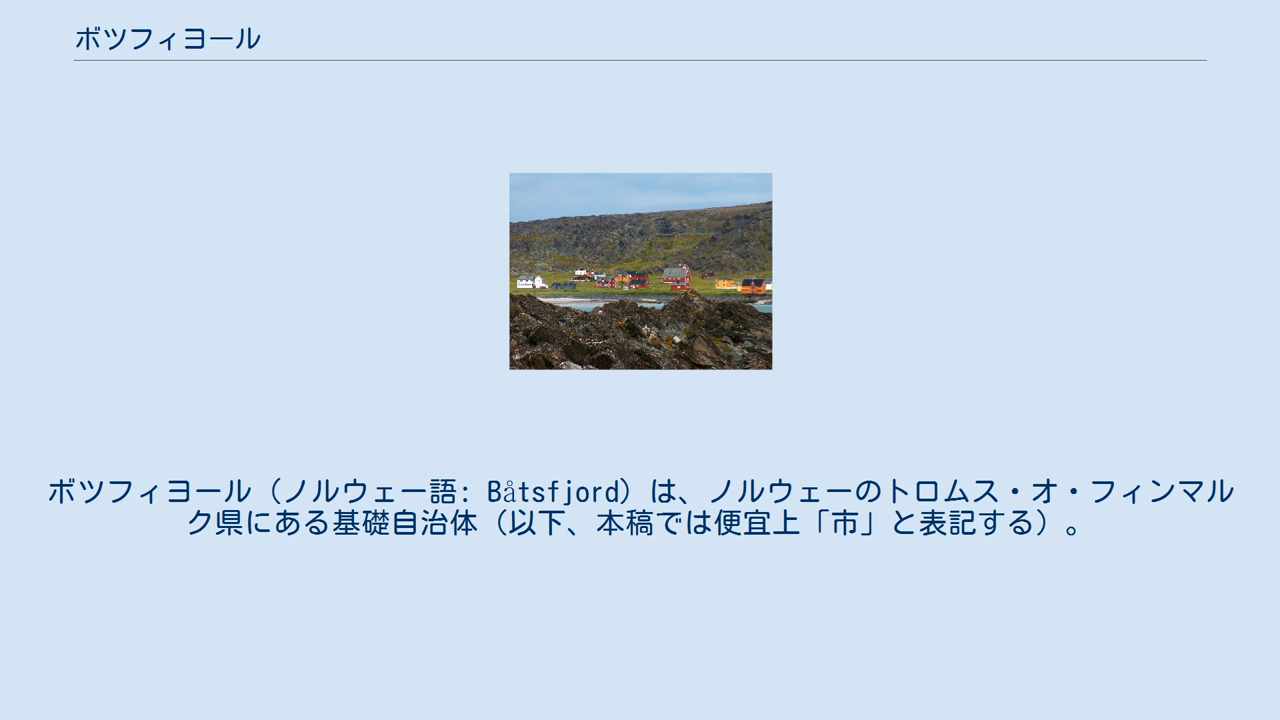 ボツフィヨール
ボツフィヨール（ノルウェー語: Båtsfjord）は、ノルウェーのトロムス・オ・フィンマル
ク県にある基礎自治体（以下、本稿では便宜上「市」と表記する）。